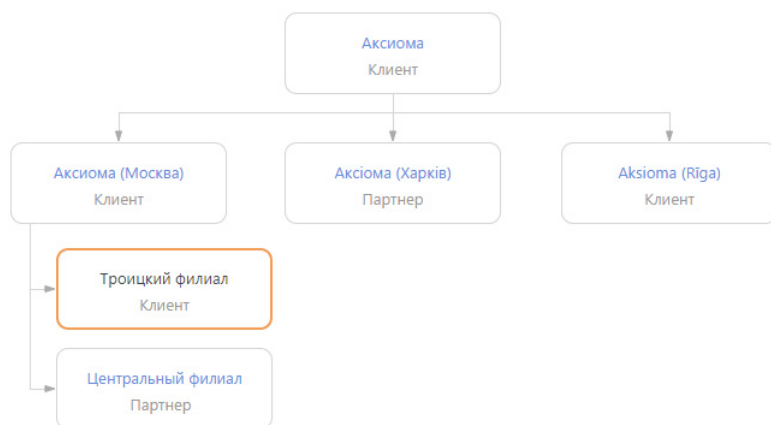 Аксиома
Клиент
Аксиома (Москва)
Клиент
Аксіома (Харків)
Партнер
Aksioma (Rīga)
Клиент
Троицкий филиал
Клиент
Центральный филиал
Партнер